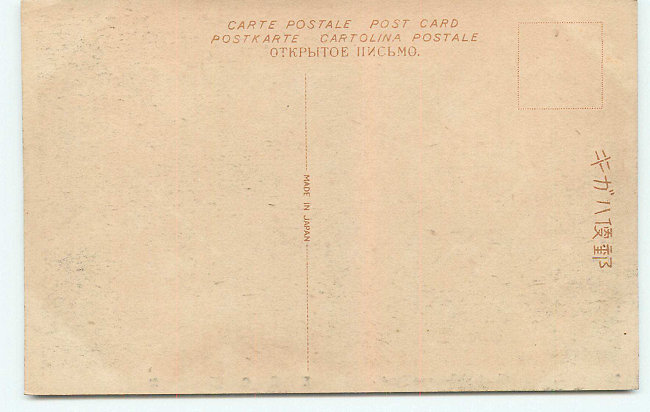 CARTE POSTALE POST CARD
POSTKARTE CARTOLINA POSTALE
ОТКРЫТОЕ ПИСЬМО.
MADE IN JAPAN
キガハ便郵